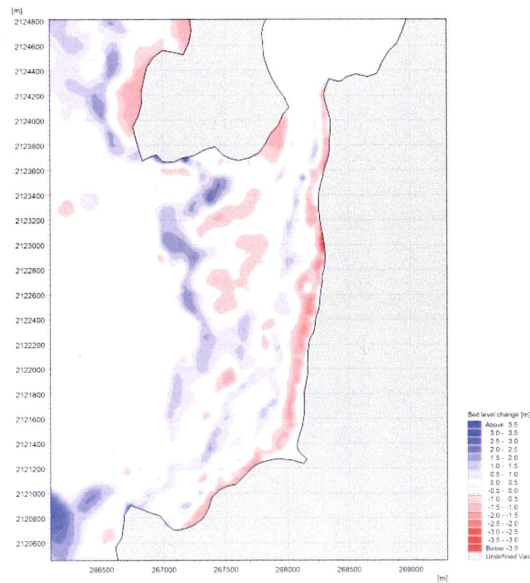 [m]
2124800
2124600
2124400
2124200
2124000
2123800
2123600
2123400
2123200
2123000
2122800
2122600
2122400
2122200
2122000
2121800
2121600
2121400
2121200
2121000
2120800
2120600
266500 267000 267500 268000 268500 269000
[m]
Bed level change [m]
Above 3.5
3.0 - 3.5
2.5 - 3.0
2.0 - 2.5
1.5 - 2.0
1.0 - 1.5
0.5 - 1.0
0.0 - 0.5
-0.5 - 0.0
-1.0 - -0.5
-1.5 - -1.0
-2.0 - -1.5
-2.5 - -2.0
-3.0 - -2.5
-3.5 - -3.0
Below -3.5
Undefined Val